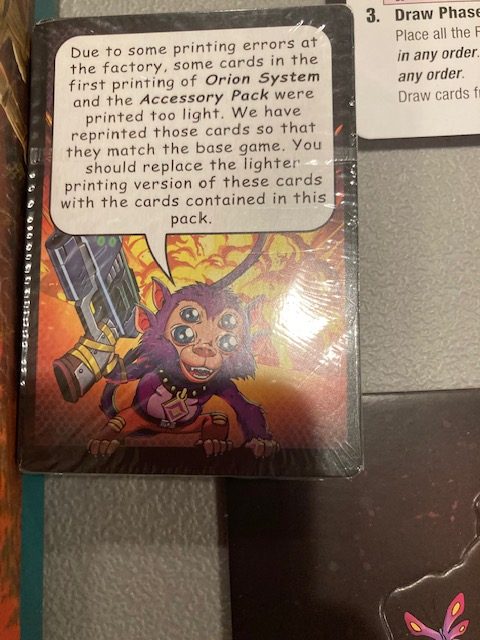 Due to some printing errors at
the factory, some cards in the
first printing of Orion System
and the Accessory Pack were
printed too light. We have
reprinted those cards so that
they match the base game. You
should replace the lighter
printing version of these cards
with the cards contained in this
pack.
3. Draw Phase
Place all the
in any order.
any order.
Draw cards